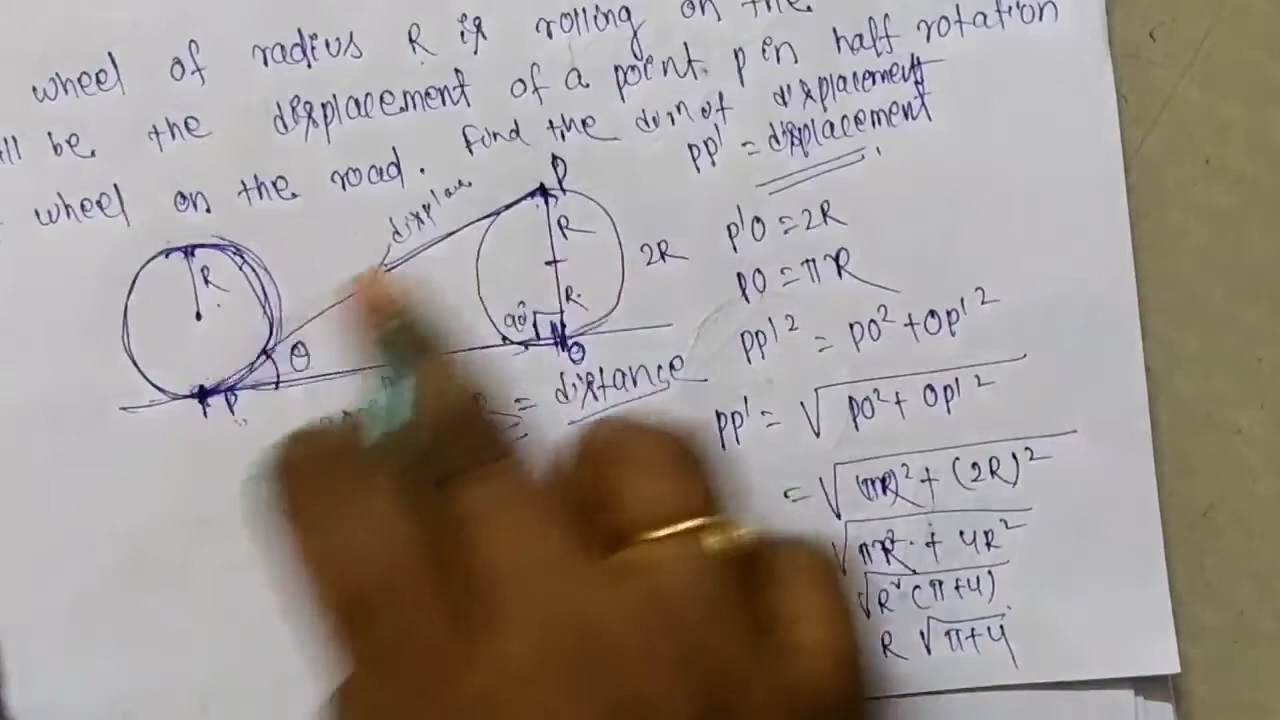 wheel of radius R is rolling on the
be the displacement of a point p in half rotation
wheel on the road. Find the dirn of displacement
PP' = displacement
displac
P
R
R
2R
R
90°
θ
O
P
= distance
P'O = 2R
PO = πR
PP'² = PO² + OP'²
PP' = √PO² + OP'²
= √(πR)² + (2R)²
√πR² + 4R²
√R²(π+4)
R √π+4